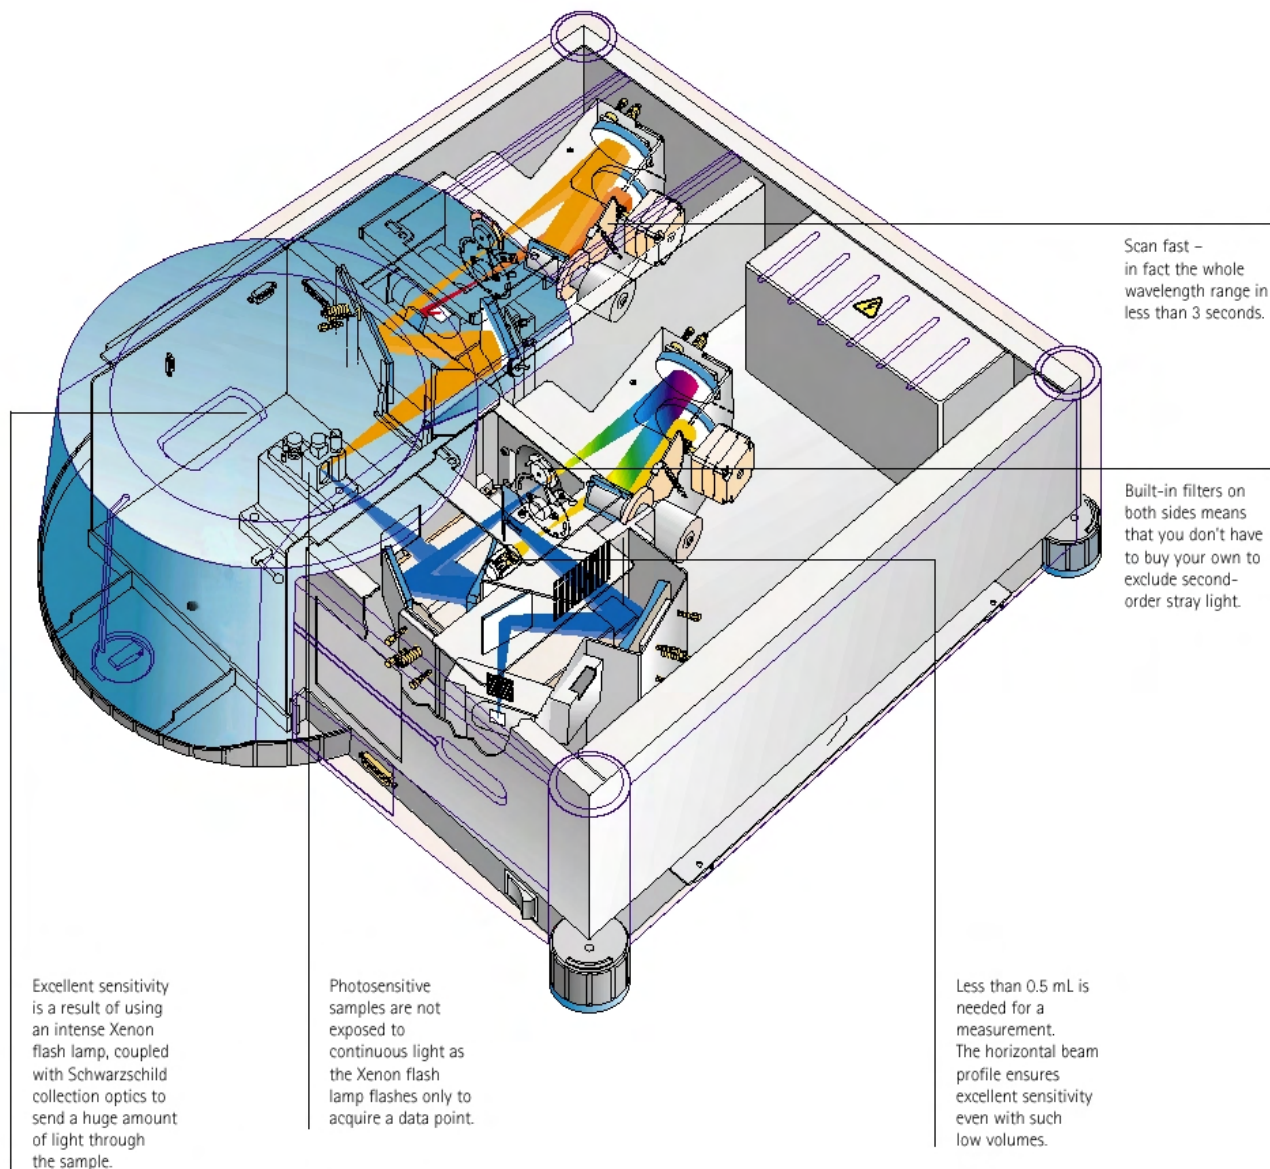 Scan fast –
in fact the whole
wavelength range in
less than 3 seconds.
Built-in filters on
both sides means
that you don't have
to buy your own to
exclude second-
order stray light.
Excellent sensitivity
is a result of using
an intense Xenon
flash lamp, coupled
with Schwarzschild
collection optics to
send a huge amount
of light through
the sample.
Photosensitive
samples are not
exposed to
continuous light as
the Xenon flash
lamp flashes only to
acquire a data point.
Less than 0.5 mL is
needed for a
measurement.
The horizontal beam
profile ensures
excellent sensitivity
even with such
low volumes.